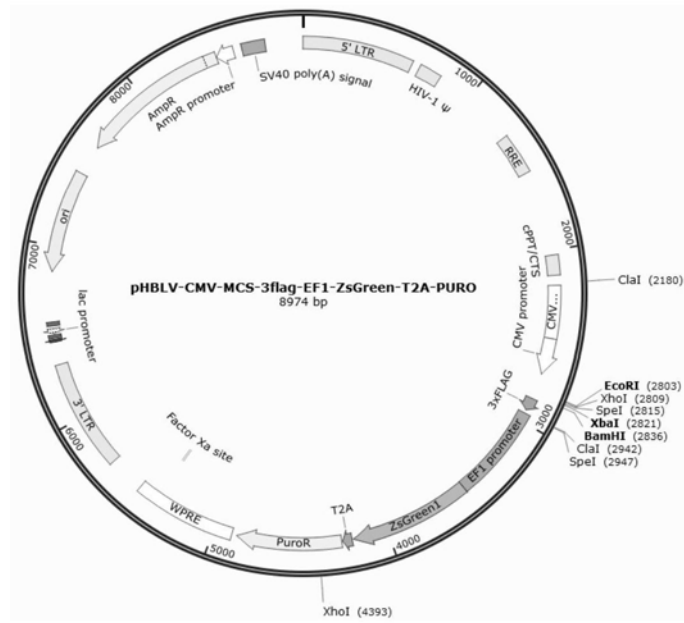 5' LTR
HIV-1 Ψ
1000
RRE
2000
cPPT/CTS
CMV...
CMV promoter
ClaI (2180)
EcoRI (2803)
XhoI (2809)
SpeI (2815)
XbaI (2821)
BamHI (2836)
ClaI (2942)
SpeI (2947)
3xFLAG
3000
EF1 promoter
ZsGreen1
4000
T2A
PuroR
XhoI (4393)
5000
WPRE
Factor Xa site
6000
3' LTR
lac promoter
7000
ori
8000
AmpR
AmpR promoter
SV40 poly(A) signal
pHBLV-CMV-MCS-3flag-EF1-ZsGreen-T2A-PURO
8974 bp